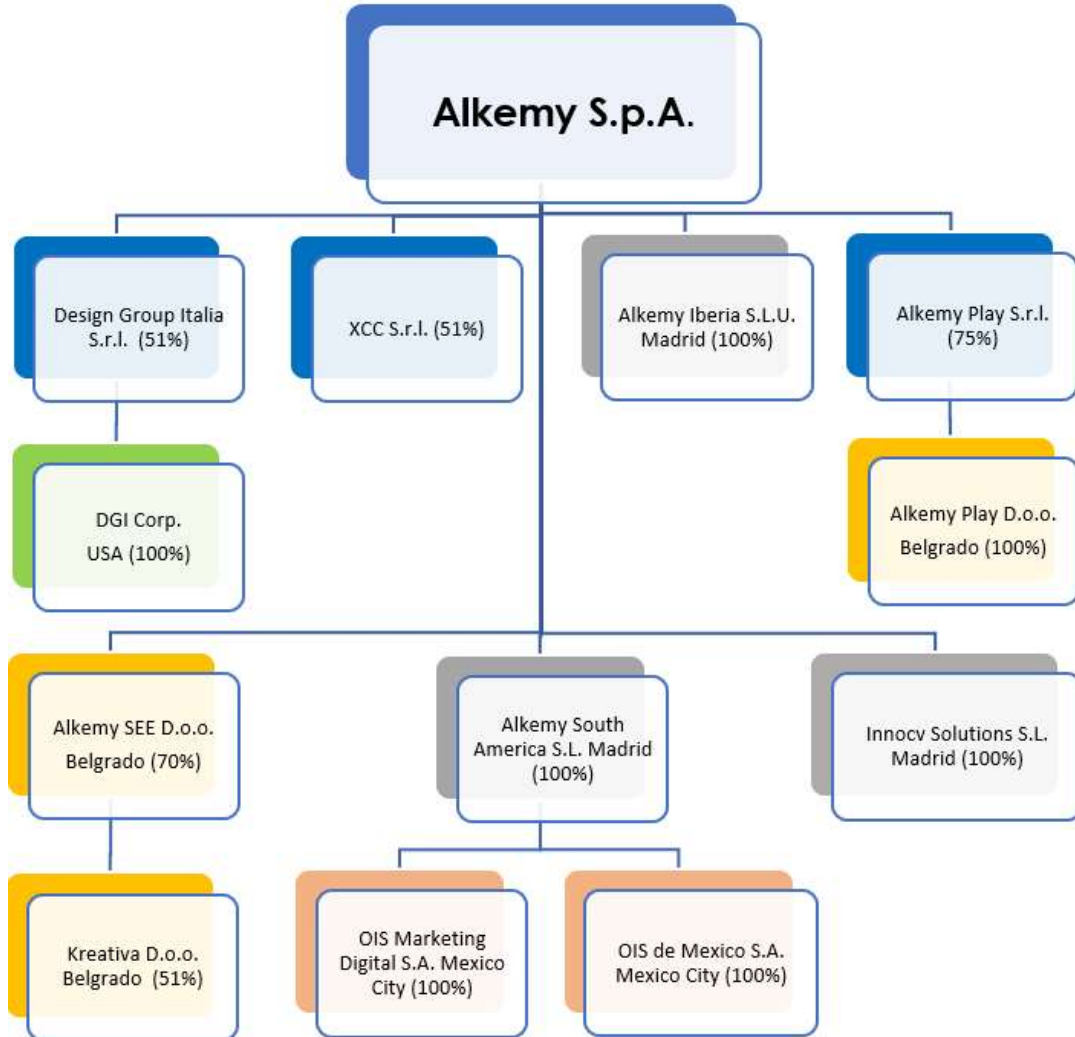 Alkemy S.p.A.
Design Group Italia
S.r.l. (51%)
XCC S.r.l. (51%)
Alkemy Iberia S.L.U.
Madrid (100%)
Alkemy Play S.r.l.
(75%)
DGI Corp.
USA (100%)
Alkemy Play D.o.o.
Belgrado (100%)
Alkemy SEE D.o.o.
Belgrado (70%)
Alkemy South
America S.L. Madrid
(100%)
Innocv Solutions S.L.
Madrid (100%)
Kreativa D.o.o.
Belgrado (51%)
OIS Marketing
Digital S.A. Mexico
City (100%)
OIS de Mexico S.A.
Mexico City (100%)